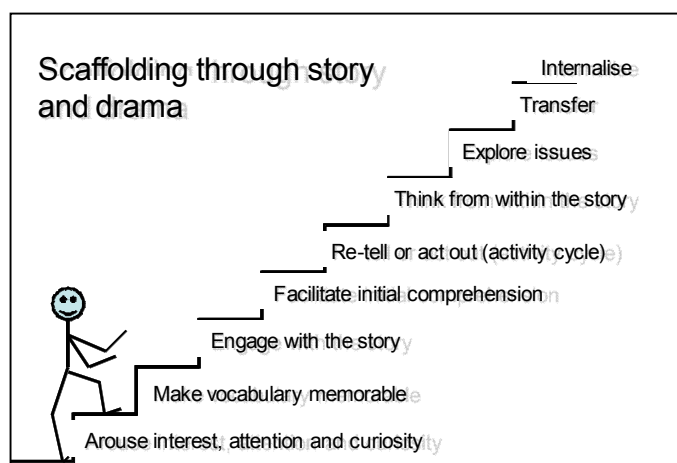 Scaffolding through story
and drama
Internalise
Transfer
Explore issues
Think from within the story
Re-tell or act out (activity cycle)
Facilitate initial comprehension
Engage with the story
Make vocabulary memorable
Arouse interest, attention and curiosity